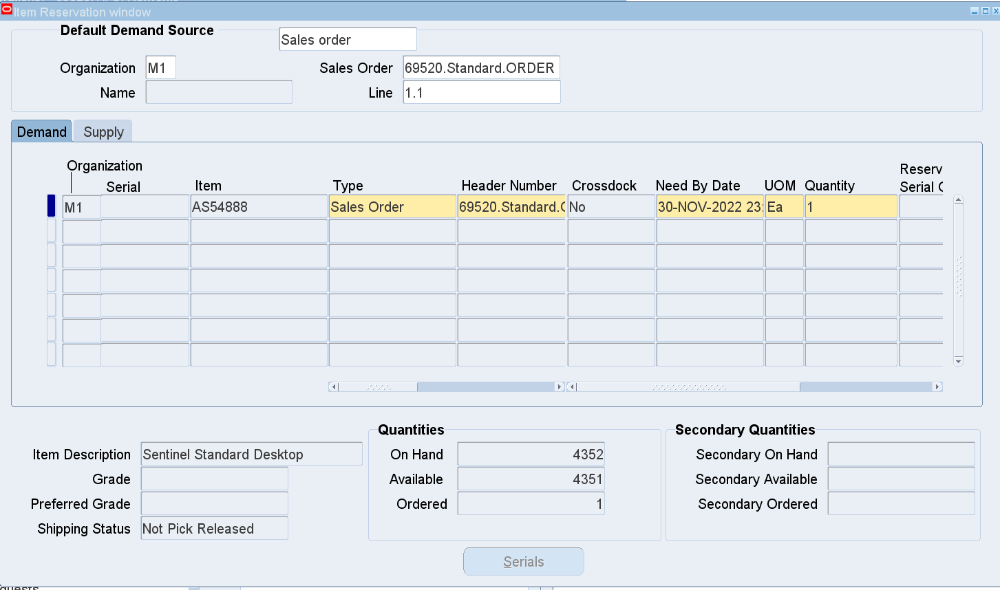 Item Reservation window
Default Demand Source
Sales order
Organization M1 Sales Order 69520.Standard.ORDER
Name Line 1.1
Demand Supply
Organization
Serial Item Type Header Number Crossdock Need By Date UOM Quantity Reserv
Serial
M1 AS54888 Sales Order 69520.Standard. No 30-NOV-2022 23: Ea 1
Quantities Secondary Quantities
Item Description Sentinel Standard Desktop On Hand 4352 Secondary On Hand
Grade Available 4351 Secondary Available
Preferred Grade Ordered 1 Secondary Ordered
Shipping Status Not Pick Released
Serials